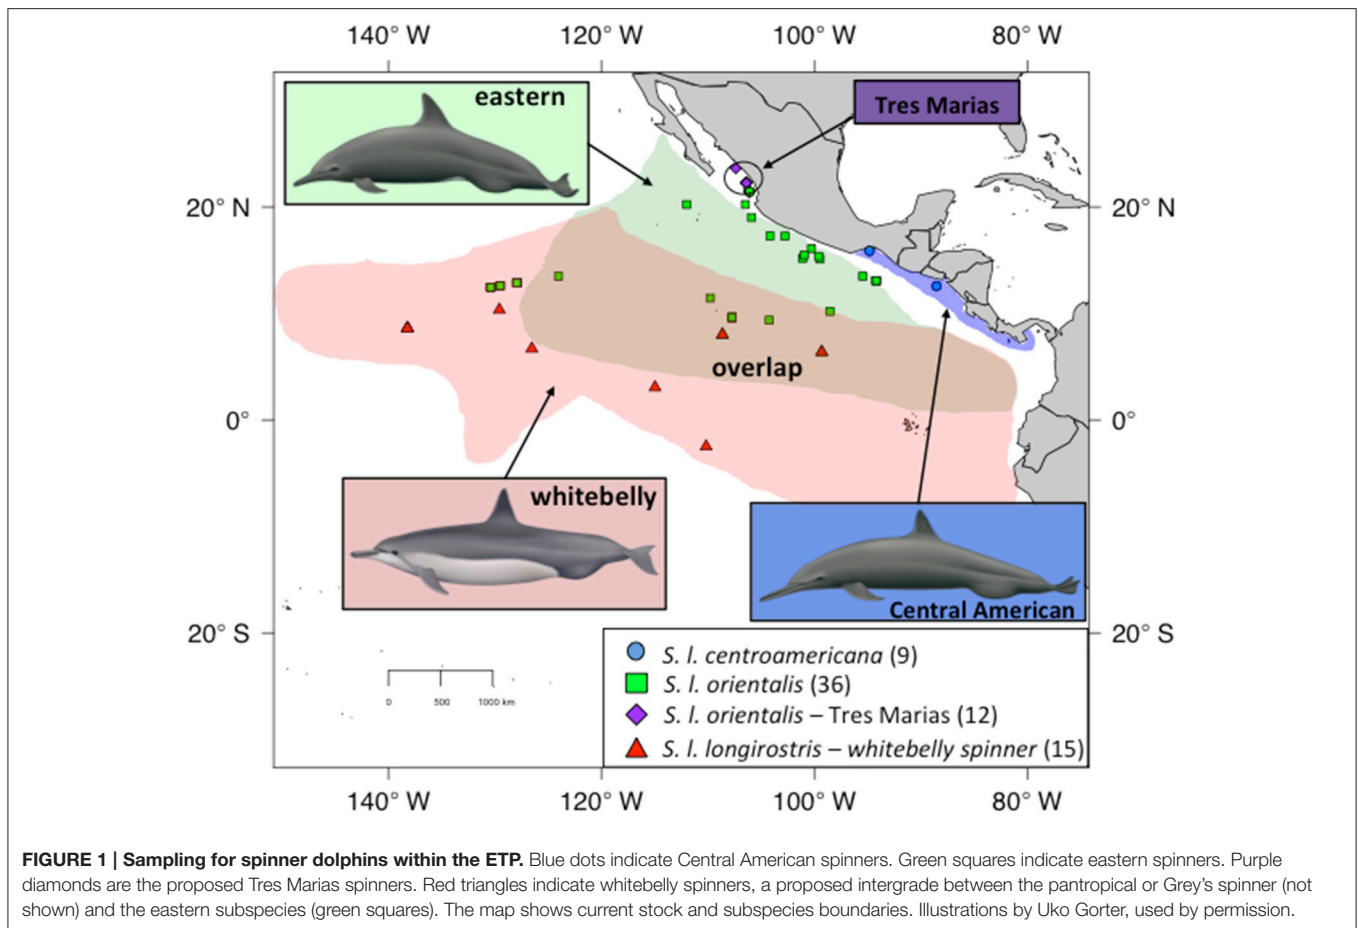 140° W 120° W 100° W 80° W
eastern
Tres Marias
20° N 20° N
overlap
0° 0°
whitebelly
Central American
20° S 20° S
S. l. centroamericana (9)
S. l. orientalis (36)
S. l. orientalis – Tres Marias (12)
S. l. longirostris – whitebelly spinner (15)
0 500 1000 km
140° W 120° W 100° W 80° W
FIGURE 1 | Sampling for spinner dolphins within the ETP. Blue dots indicate Central American spinners. Green squares indicate eastern spinners. Purple
diamonds are the proposed Tres Marias spinners. Red triangles indicate whitebelly spinners, a proposed intergrade between the pantropical or Grey's spinner (not
shown) and the eastern subspecies (green squares). The map shows current stock and subspecies boundaries. Illustrations by Uko Gorter, used by permission.